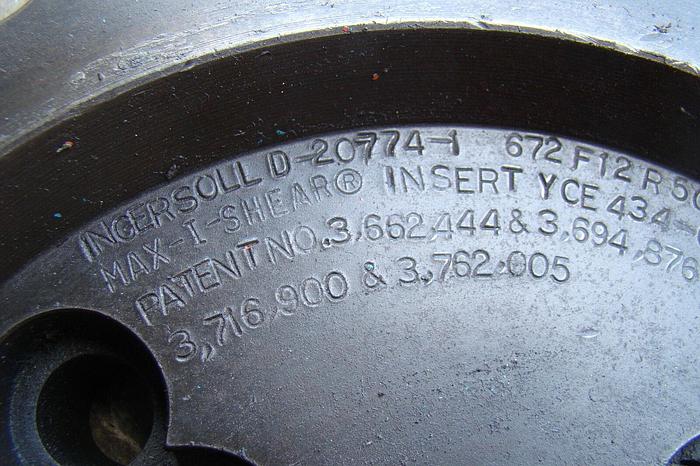 INGERSOLL D-20774-1 672 F12 R 50
MAX-I-SHEAR® INSERT YCE 434-
PATENT NO. 3,662,444 & 3,694,876
3,716,900 & 3,762,005